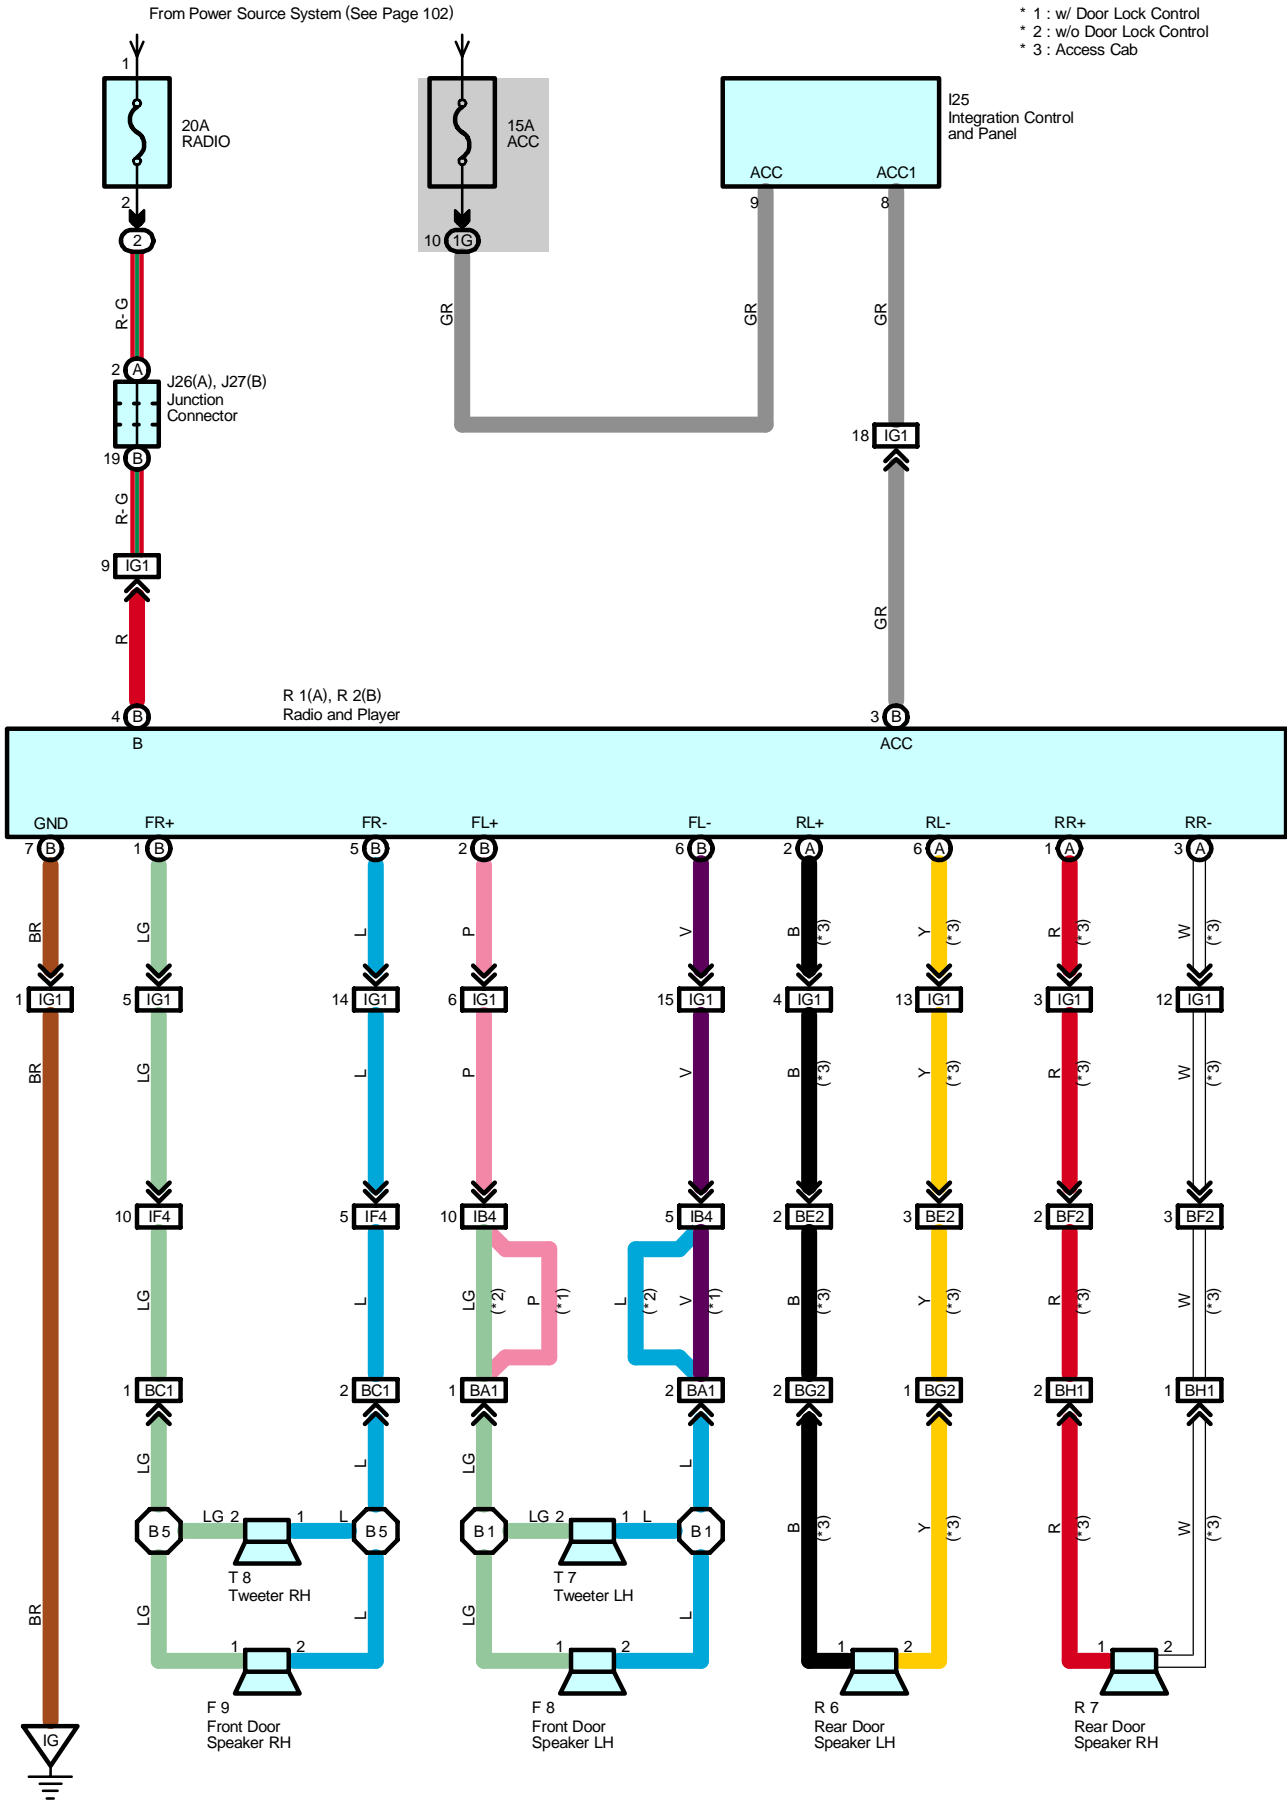 From Power Source System (See Page 102)
* 1 : w/ Door Lock Control
* 2 : w/o Door Lock Control
* 3 : Access Cab
1
20A
RADIO
15A
ACC
I25
Integration Control
and Panel
ACC
ACC1
2
9
8
2
10
1G
R- G
GR
GR
GR
2
A
J26(A), J27(B)
Junction
Connector
19
B
18
IG1
R- G
9
IG1
R
GR
R 1(A), R 2(B)
Radio and Player
4
B
3
B
B
ACC
GND
FR+
FR-
FL+
FL-
RL+
RL-
RR+
RR-
7
B
1
B
5
B
2
B
6
B
2
A
6
A
1
A
3
A
BR
LG
L
P
V
B
(* 3)
Y
(* 3)
R
(* 3)
W
(* 3)
1
IG1
5
IG1
14
IG1
6
IG1
15
IG1
4
IG1
13
IG1
3
IG1
12
IG1
BR
LG
L
P
V
B
(* 3)
Y
(* 3)
R
(* 3)
W
(* 3)
10
IF4
5
IF4
10
IB4
5
IB4
2
BE2
3
BE2
2
BF2
3
BF2
LG
L
LG
(* 2)
P
(* 1)
L
(* 2)
V
(* 1)
B
(* 3)
Y
(* 3)
R
(* 3)
W
(* 3)
1
BC1
2
BC1
1
BA1
2
BA1
2
BG2
1
BG2
2
BH1
1
BH1
LG
L
LG
L
B 5
LG 2
1
L
B 5
B 1
LG 2
1
L
B 1
B
(* 3)
Y
(* 3)
R
(* 3)
W
(* 3)
T 8
Tweeter RH
T 7
Tweeter LH
BR
LG
L
LG
L
1
2
1
2
1
2
1
2
F 9
Front Door
Speaker RH
F 8
Front Door
Speaker LH
R 6
Rear Door
Speaker LH
R 7
Rear Door
Speaker RH
IG